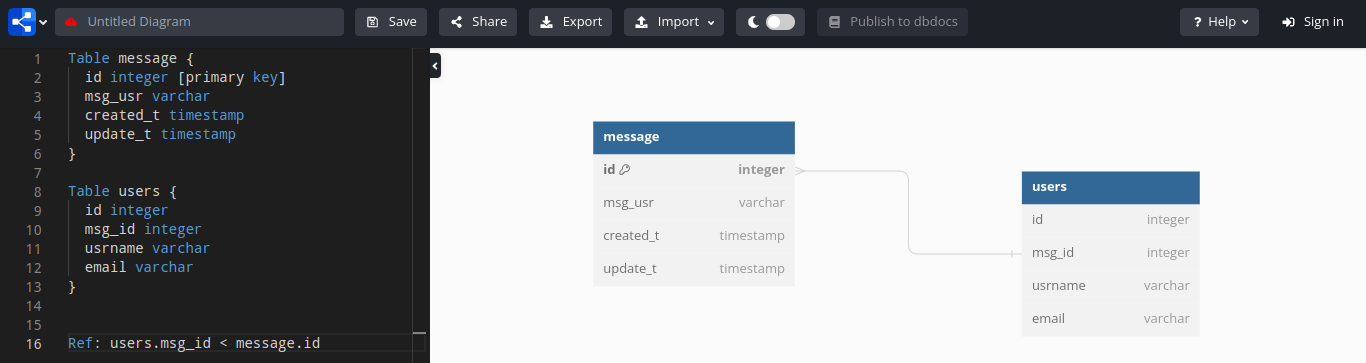 Untitled Diagram Save Share Export Import Publish to dbdocs ? Help Sign in
1 Table message {
2 id integer [primary key]
3 msg_usr varchar
4 created_t timestamp
5 update_t timestamp
6 }
7
8 Table users {
9 id integer
10 msg_id integer
11 usrname varchar
12 email varchar
13 }
14
15
16 Ref: users.msg_id < message.id
message
id integer
msg_usr varchar
created_t timestamp
update_t timestamp
users
id integer
msg_id integer
usrname varchar
email varchar